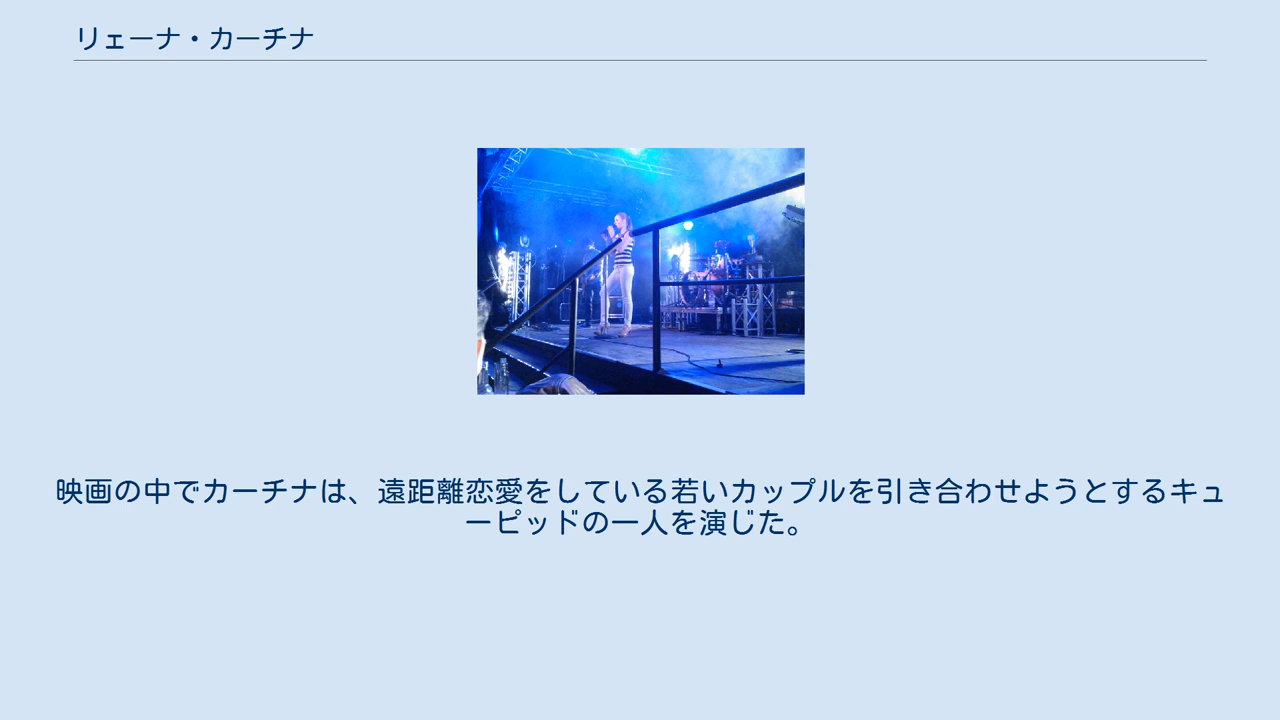 リェーナ・カーチナ
映画の中でカーチナは、遠距離恋愛をしている若いカップルを引き合わせようとするキュ
ーピッドの一人を演じた。